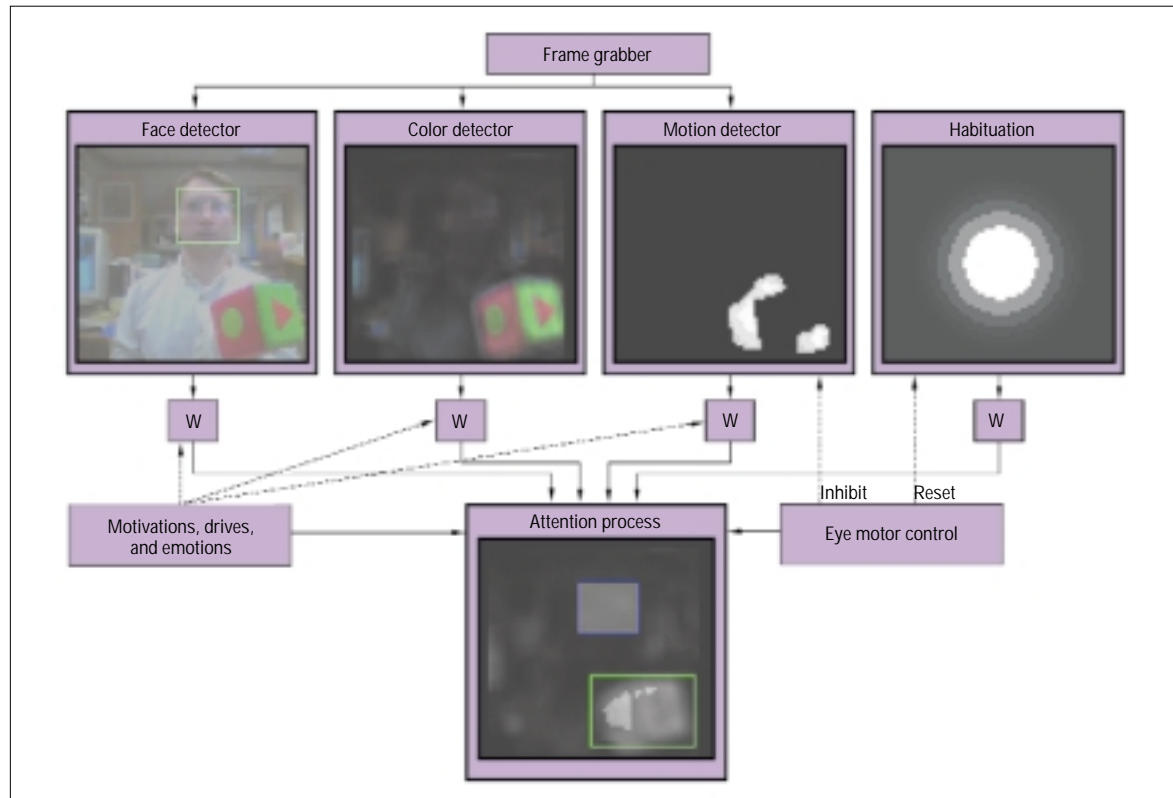 Frame grabber
Face detector
Color detector
Motion detector
Habituation
W
W
W
W
Inhibit
Reset
Motivations, drives,
and emotions
Attention process
Eye motor control